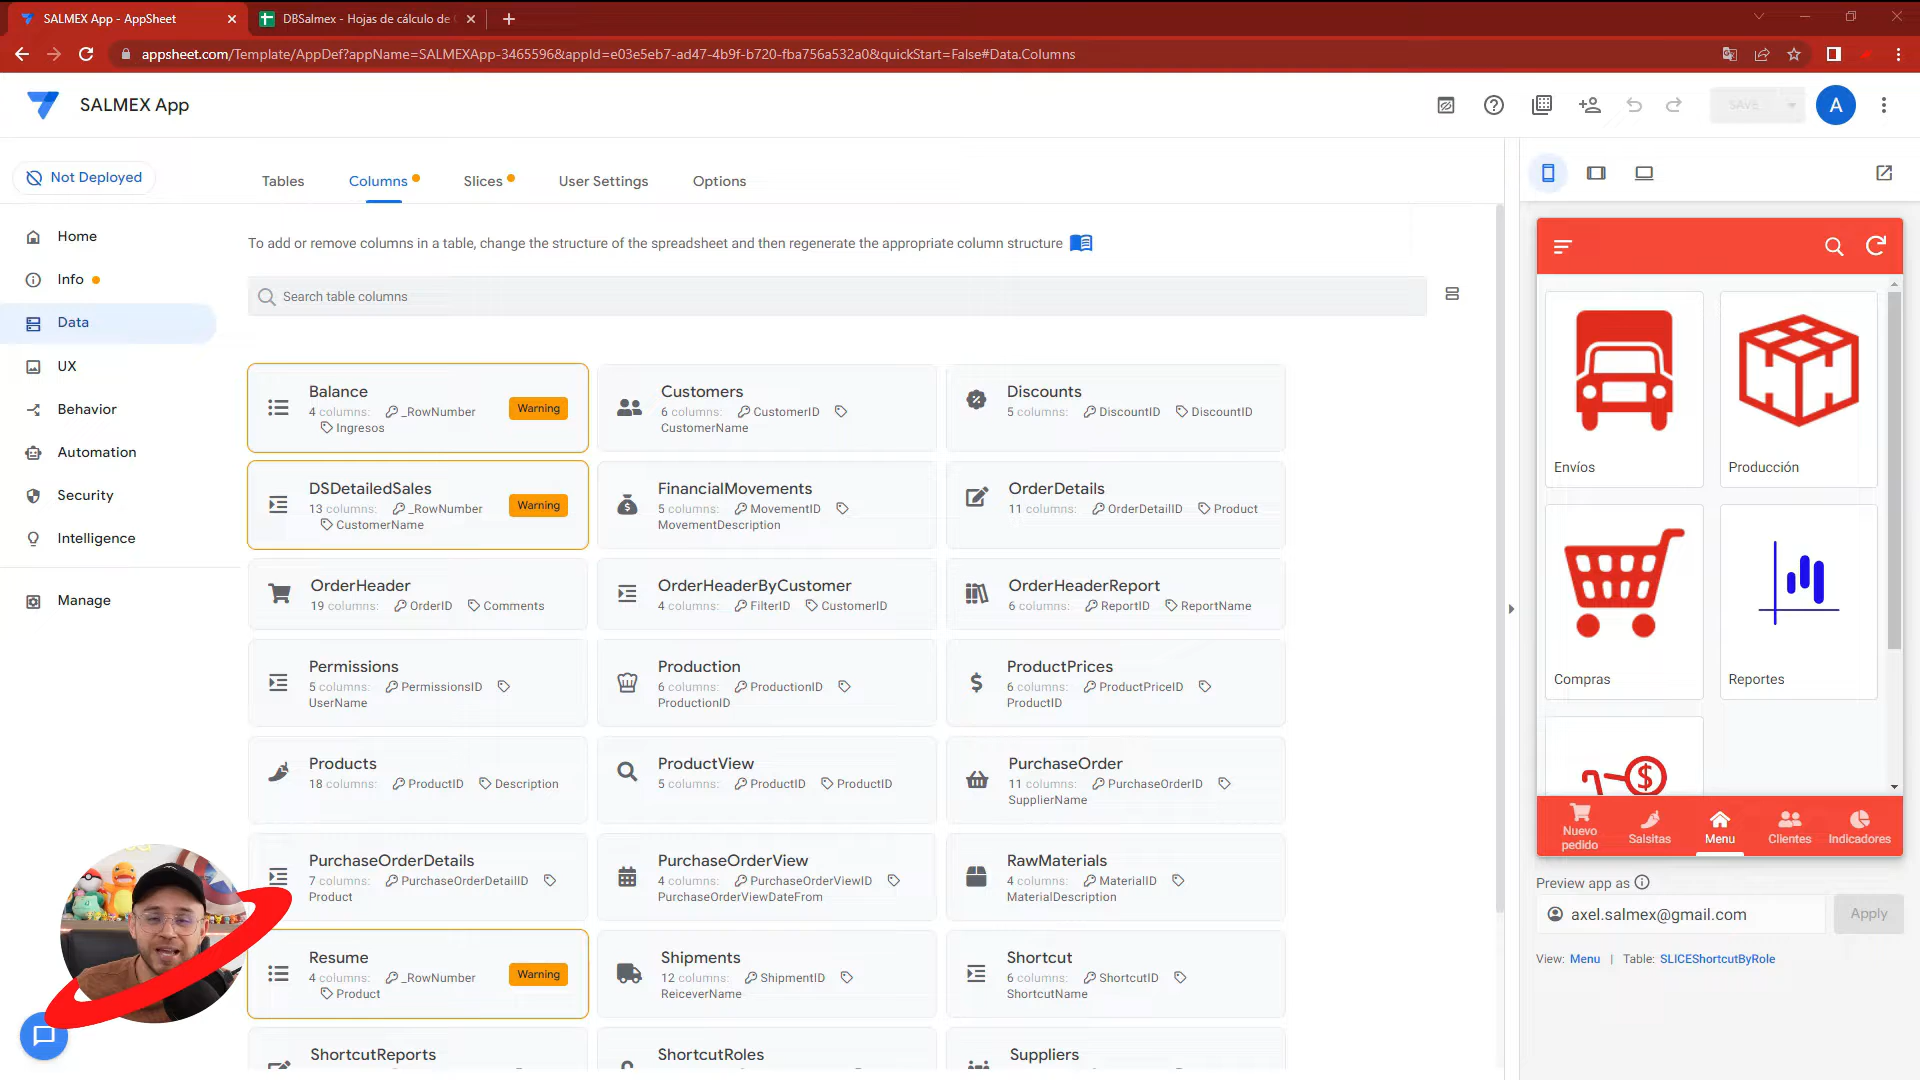 SALMEX App - AppSheet
DBSalmex - Hojas de cálculo de
appsheet.com/Template/AppDef?appName=SALMEXApp-3465596&appId=e03e5eb7-ad47-4b9f-b720-fba756a532a0&quickStart=False#Data.Columns
SALMEX App
SAVE
A
Not Deployed
Tables
Columns
Slices
User Settings
Options
Home
Info
Data
UX
Behavior
Automation
Security
Intelligence
Manage
To add or remove columns in a table, change the structure of the spreadsheet and then regenerate the appropriate column structure
Search table columns
Balance
4 columns: _RowNumber
Ingresos
Warning
Customers
6 columns: CustomerID
CustomerName
Discounts
5 columns: DiscountID DiscountID
DSDetailedSales
13 columns: _RowNumber
CustomerName
Warning
FinancialMovements
5 columns: MovementID
MovementDescription
OrderDetails
11 columns: OrderDetailID Product
OrderHeader
19 columns: OrderID Comments
OrderHeaderByCustomer
4 columns: FilterID CustomerID
OrderHeaderReport
6 columns: ReportID ReportName
Permissions
5 columns: PermissionsID
UserName
Production
6 columns: ProductionID
ProductionID
ProductPrices
6 columns: ProductPriceID
ProductID
Products
18 columns: ProductID Description
ProductView
5 columns: ProductID ProductID
PurchaseOrder
11 columns: PurchaseOrderID
SupplierName
PurchaseOrderDetails
7 columns: PurchaseOrderDetailID
Product
PurchaseOrderView
4 columns: PurchaseOrderViewID
PurchaseOrderViewDateFrom
RawMaterials
4 columns: MaterialID
MaterialDescription
Resume
4 columns: _RowNumber
Product
Warning
Shipments
12 columns: ShipmentID
ReiceverName
Shortcut
6 columns: ShortcutID
ShortcutName
ShortcutReports
ShortcutRoles
Suppliers
Envíos
Producción
Compras
Reportes
Nuevo
pedido
Salsitas
Menu
Clientes
Indicadores
Preview app as
axel.salmex@gmail.com
Apply
View: Menu | Table: SLICEShortcutByRole